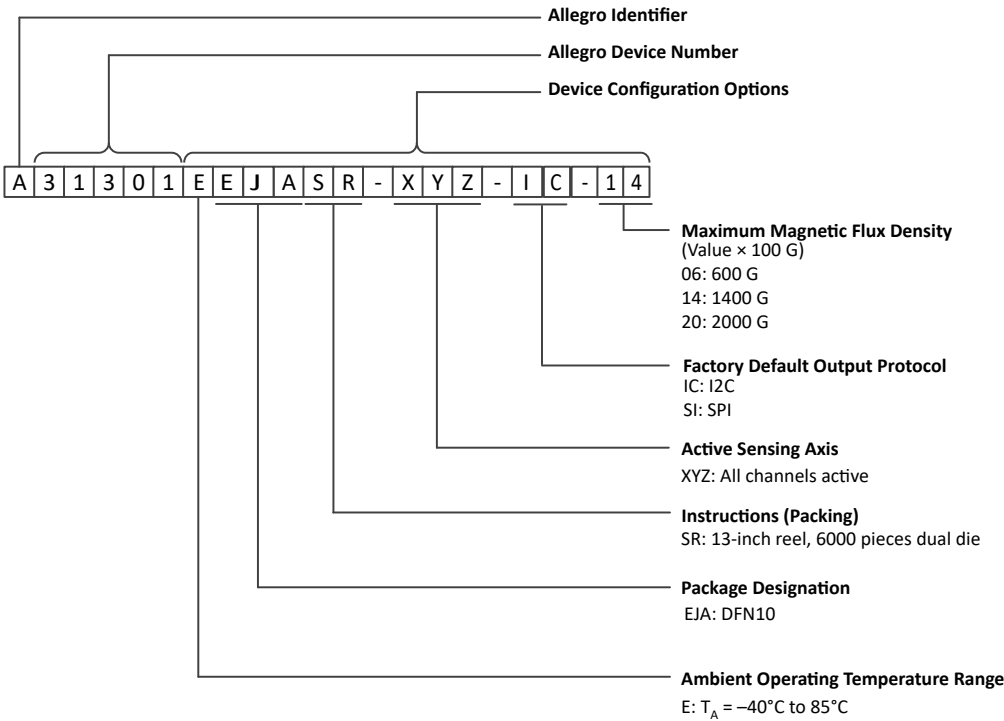 Allegro Identifier
Allegro Device Number
Device Configuration Options
A 3 1 3 0 1 E E J A S R - X Y Z - I C - 1 4
Maximum Magnetic Flux Density
(Value × 100 G)
06: 600 G
14: 1400 G
20: 2000 G
Factory Default Output Protocol
IC: I2C
SI: SPI
Active Sensing Axis
XYZ: All channels active
Instructions (Packing)
SR: 13-inch reel, 6000 pieces dual die
Package Designation
EJA: DFN10
Ambient Operating Temperature Range
E: TA = –40°C to 85°C